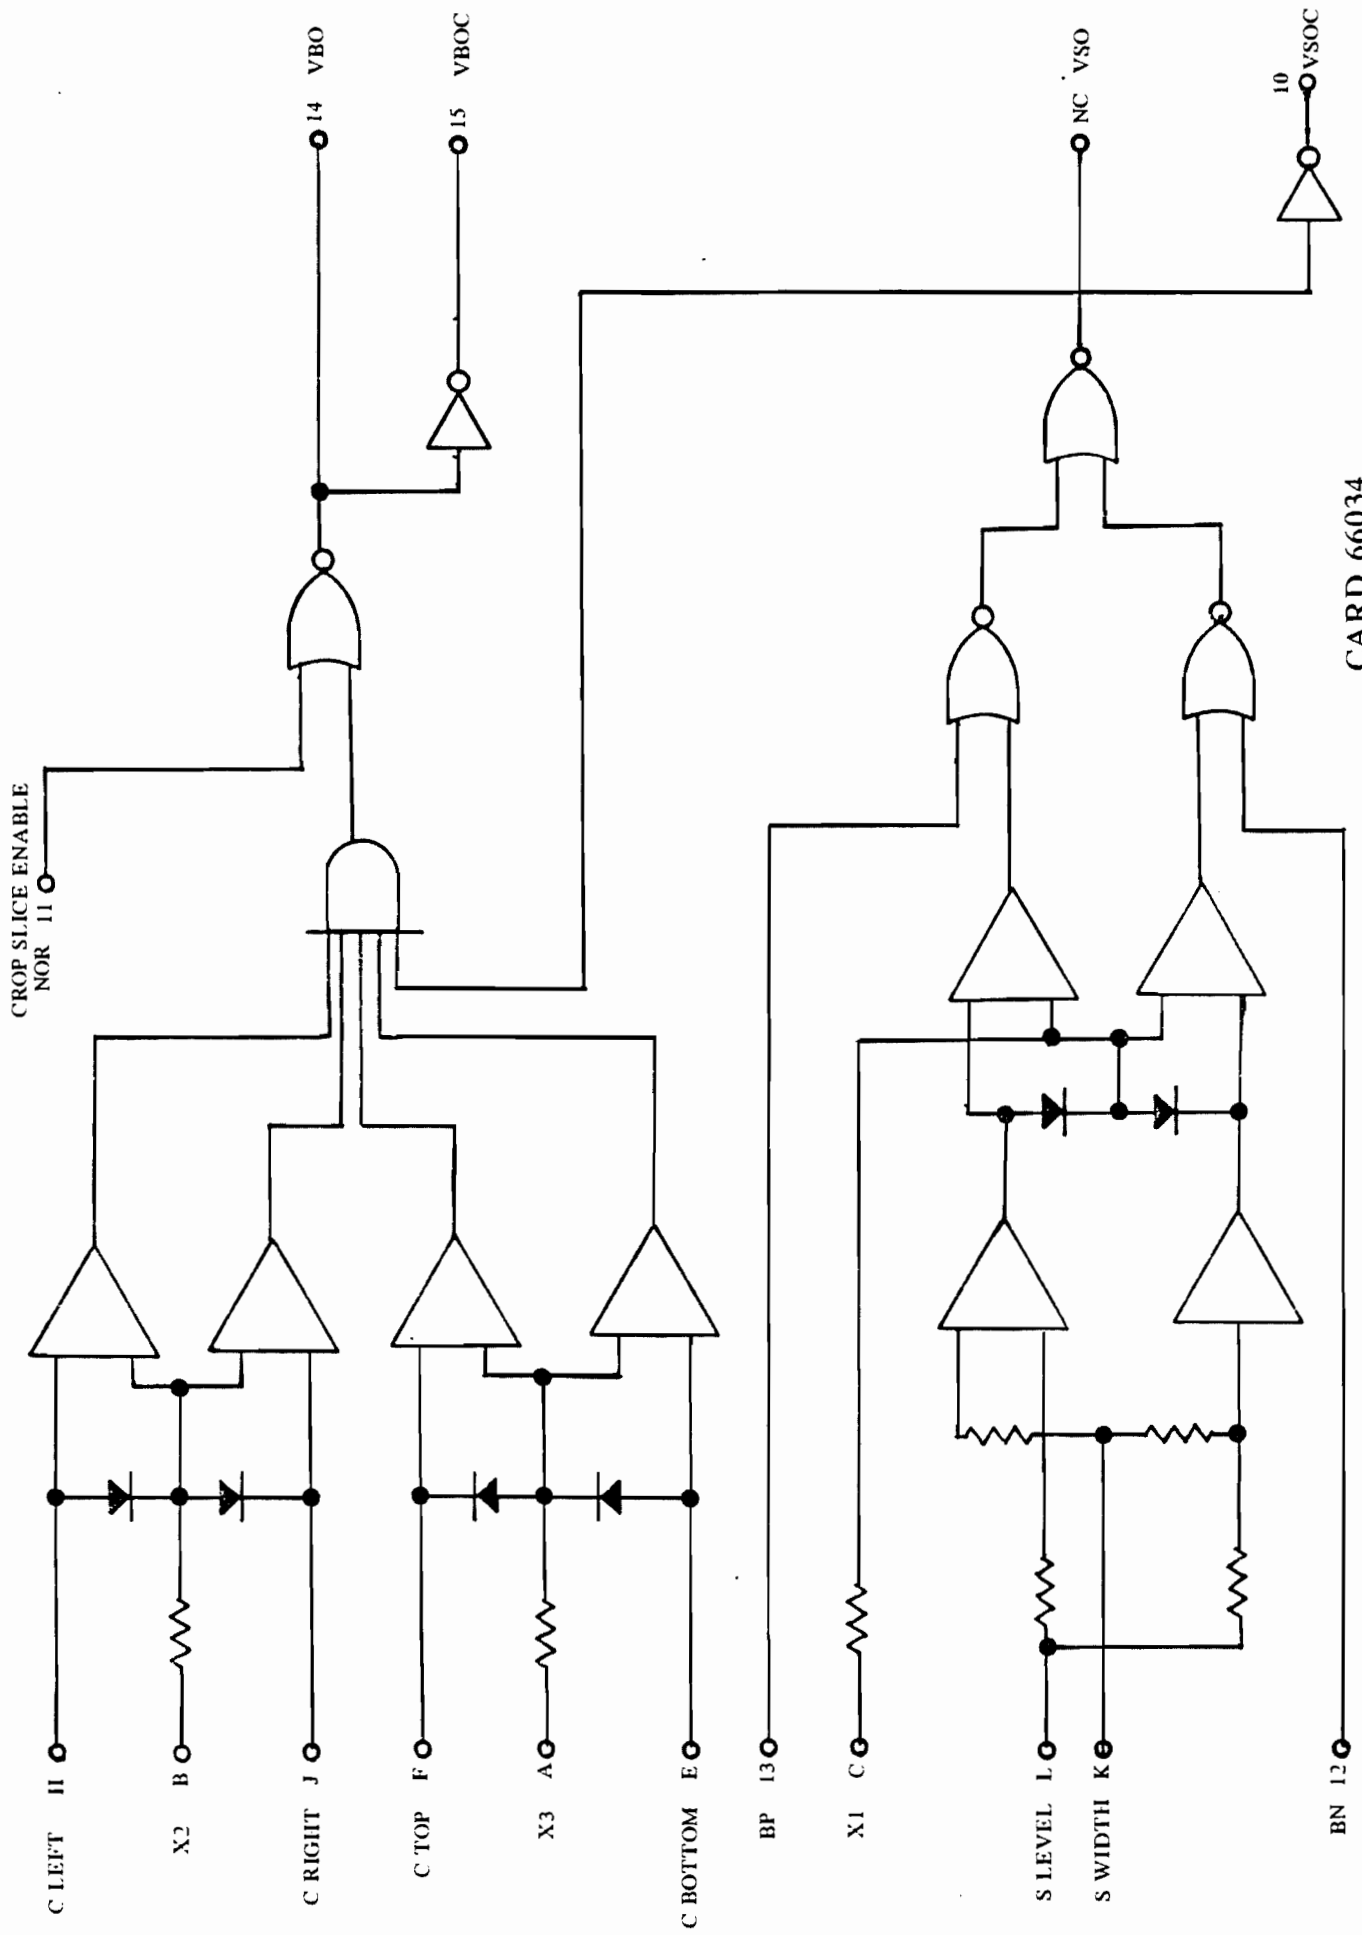 CROP SLICE ENABLE
NOR 11
14 VBO
15 VBOC
NC VSO
10
VSOC
C LEFT H
X2 B
C RIGHT J
C TOP F
X3 A
C BOTTOM E
BP 13
X1 C
S LEVEL L
S WIDTH K
BN 12
CARD 66034